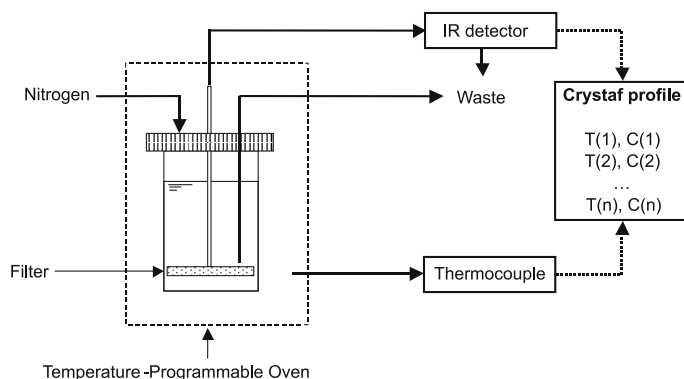 IR detector
Nitrogen
Waste
Crystaf profile
T(1), C(1)
T(2), C(2)
...
T(n), C(n)
Filter
Thermocouple
Temperature-Programmable Oven